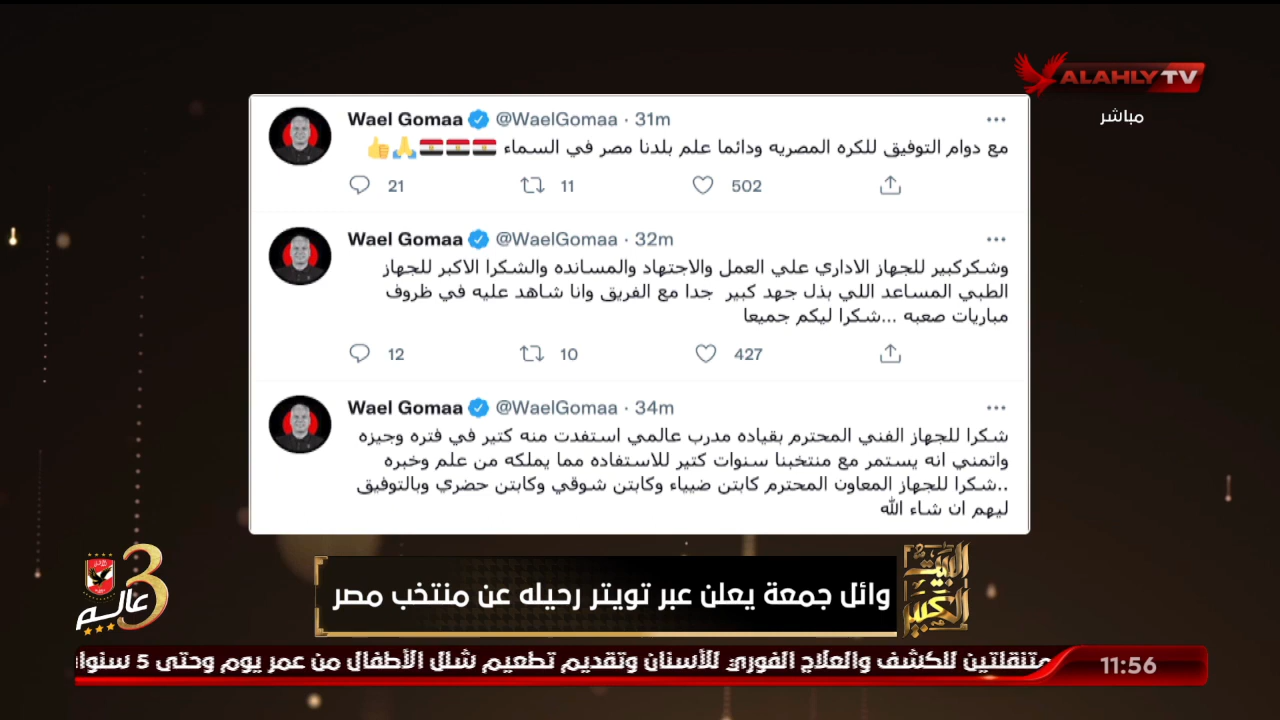 ALAHLY TV
مباشر
Wael Gomaa @WaelGomaa · 31m
مع دوام التوفيق للكره المصريه ودائما علم بلدنا مصر في السماء 🇪🇬🇪🇬🇪🇬🙏👍
21 11 502
Wael Gomaa @WaelGomaa · 32m
وشكركبير للجهاز الاداري علي العمل والاجتهاد والمسانده والشكرا الاكبر للجهاز
الطبي المساعد اللي بذل جهد كبير جدا مع الفريق وانا شاهد عليه في ظروف
مباريات صعبه ...شكرا ليكم جميعا
12 10 427
Wael Gomaa @WaelGomaa · 34m
شكرا للجهاز الفني المحترم بقياده مدرب عالمي استفدت منه كتير في فتره وجيزه
واتمني انه يستمر مع منتخبنا سنوات كتير للاستفاده مما يملكه من علم وخبره
..شكرا للجهاز المعاون المحترم كابتن ضيياء وكابتن شوقي وكابتن حضري وبالتوفيق
ليهم ان شاء الله
البيت الكبير
وائل جمعة يعلن عبر تويتر رحيله عن منتخب مصر
3 عالم
11:56
متنقلتين للكشف والعلاج الفوري للأسنان وتقديم تطعيم شلل الأطفال من عمر يوم وحتى 5 سنوات